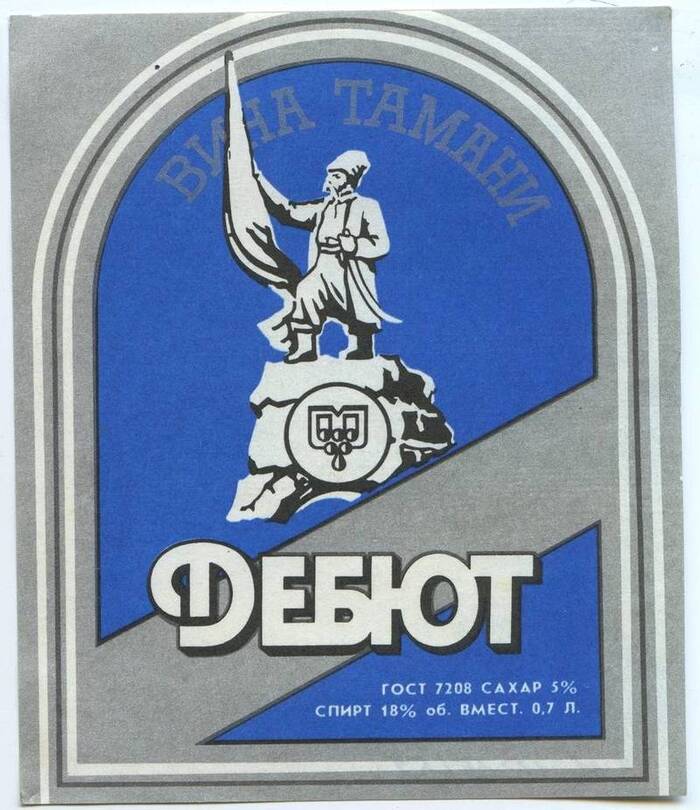 ВИНА ТАМАНИ
ДЕБЮТ
ГОСТ 7208 САХАР 5%
СПИРТ 18% об. ВМЕСТ. 0,7 Л.